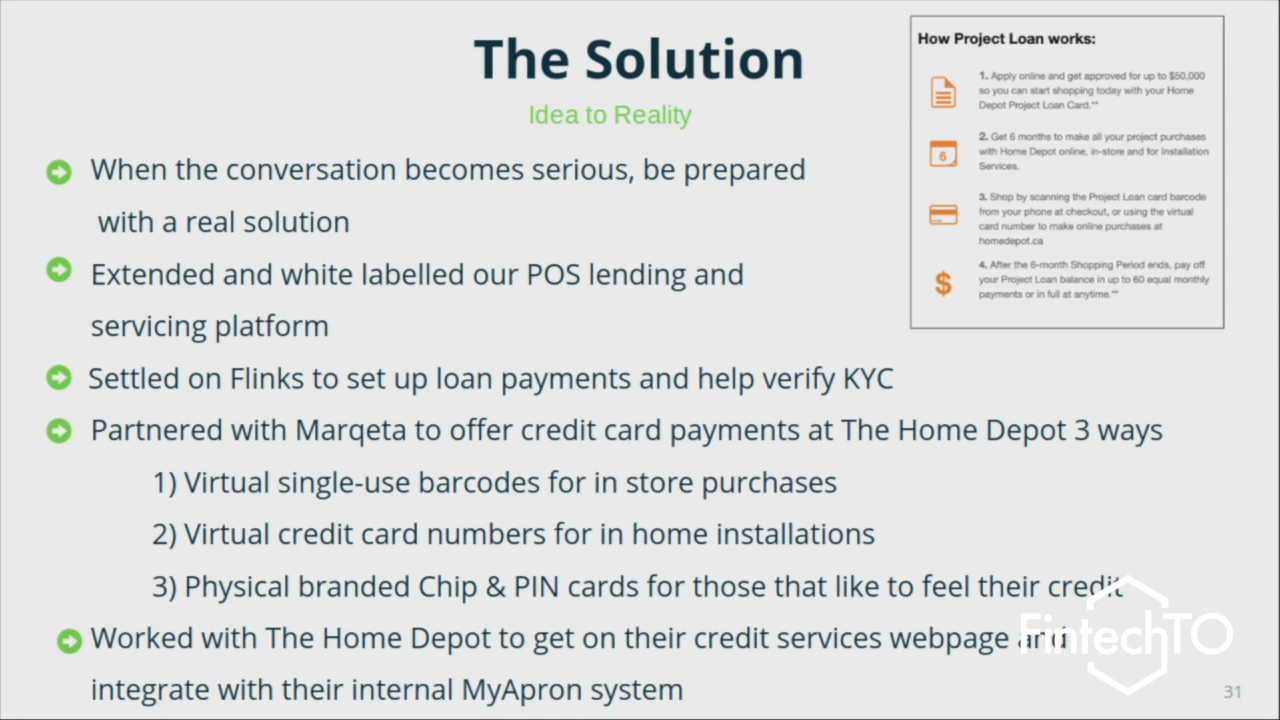 The Solution
Idea to Reality
When the conversation becomes serious, be prepared
with a real solution
Extended and white labelled our POS lending and
servicing platform
Settled on Flinks to set up loan payments and help verify KYC
Partnered with Marqeta to offer credit card payments at The Home Depot 3 ways
1) Virtual single-use barcodes for in store purchases
2) Virtual credit card numbers for in home installations
3) Physical branded Chip & PIN cards for those that like to feel their credit
Worked with The Home Depot to get on their credit services webpage and
integrate with their internal MyApron system
How Project Loan works:
1. Apply online and get approved for up to $50,000
so you can start shopping today with your Home
Depot Project Loan Card.**
6
2. Get 6 months to make all your project purchases
with Home Depot online, in-store and for Installation
Services.
3. Shop by scanning the Project Loan card barcode
from your phone at checkout, or using the virtual
card number to make online purchases at
homedepot.ca
$
4. After the 6-month Shopping Period ends, pay off
your Project Loan balance in up to 60 equal monthly
payments or in full at anytime.**
FintechTO
31